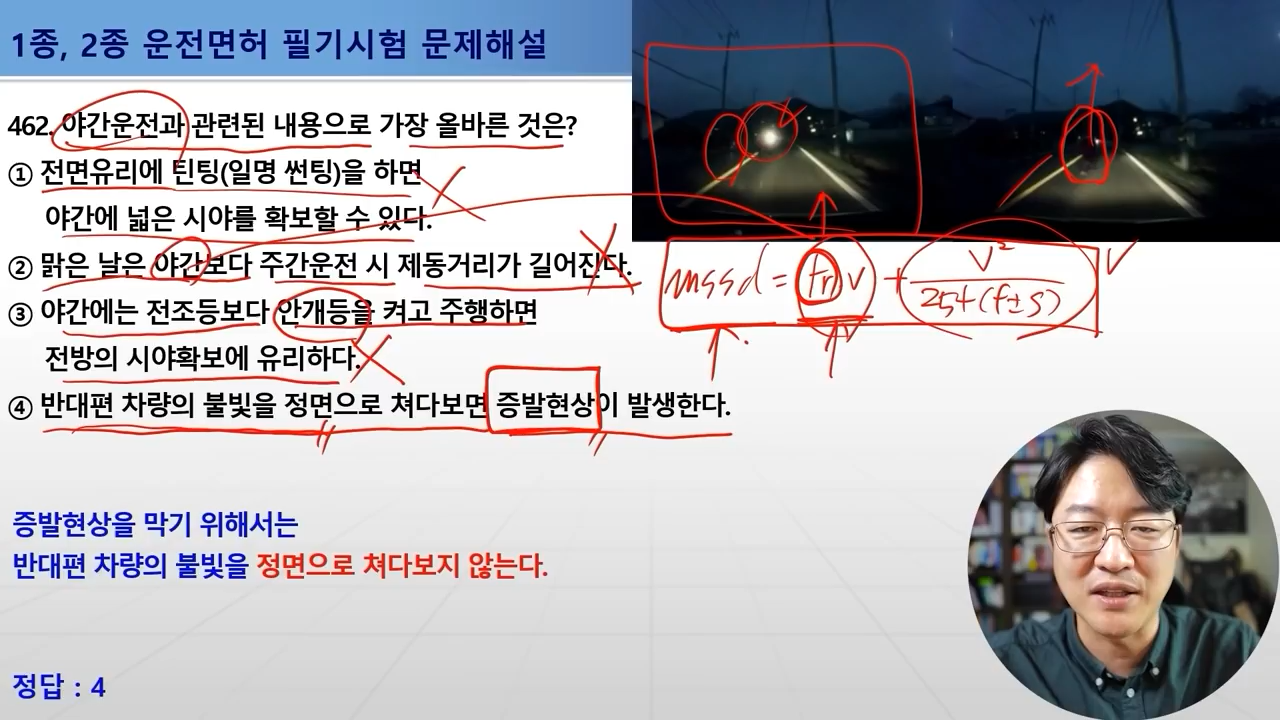 1종, 2종 운전면허 필기시험 문제해설
462. 야간운전과 관련된 내용으로 가장 올바른 것은?
① 전면유리에 틴팅(일명 썬팅)을 하면
야간에 넓은 시야를 확보할 수 있다.
② 맑은 날은 야간보다 주간운전 시 제동거리가 길어진다.
③ 야간에는 전조등보다 안개등을 켜고 주행하면
전방의 시야확보에 유리하다.
④ 반대편 차량의 불빛을 정면으로 쳐다보면 증발현상이 발생한다.
mssd = tr v + v² / 254(f±s)
증발현상을 막기 위해서는
반대편 차량의 불빛을 정면으로 쳐다보지 않는다.
정답 : 4